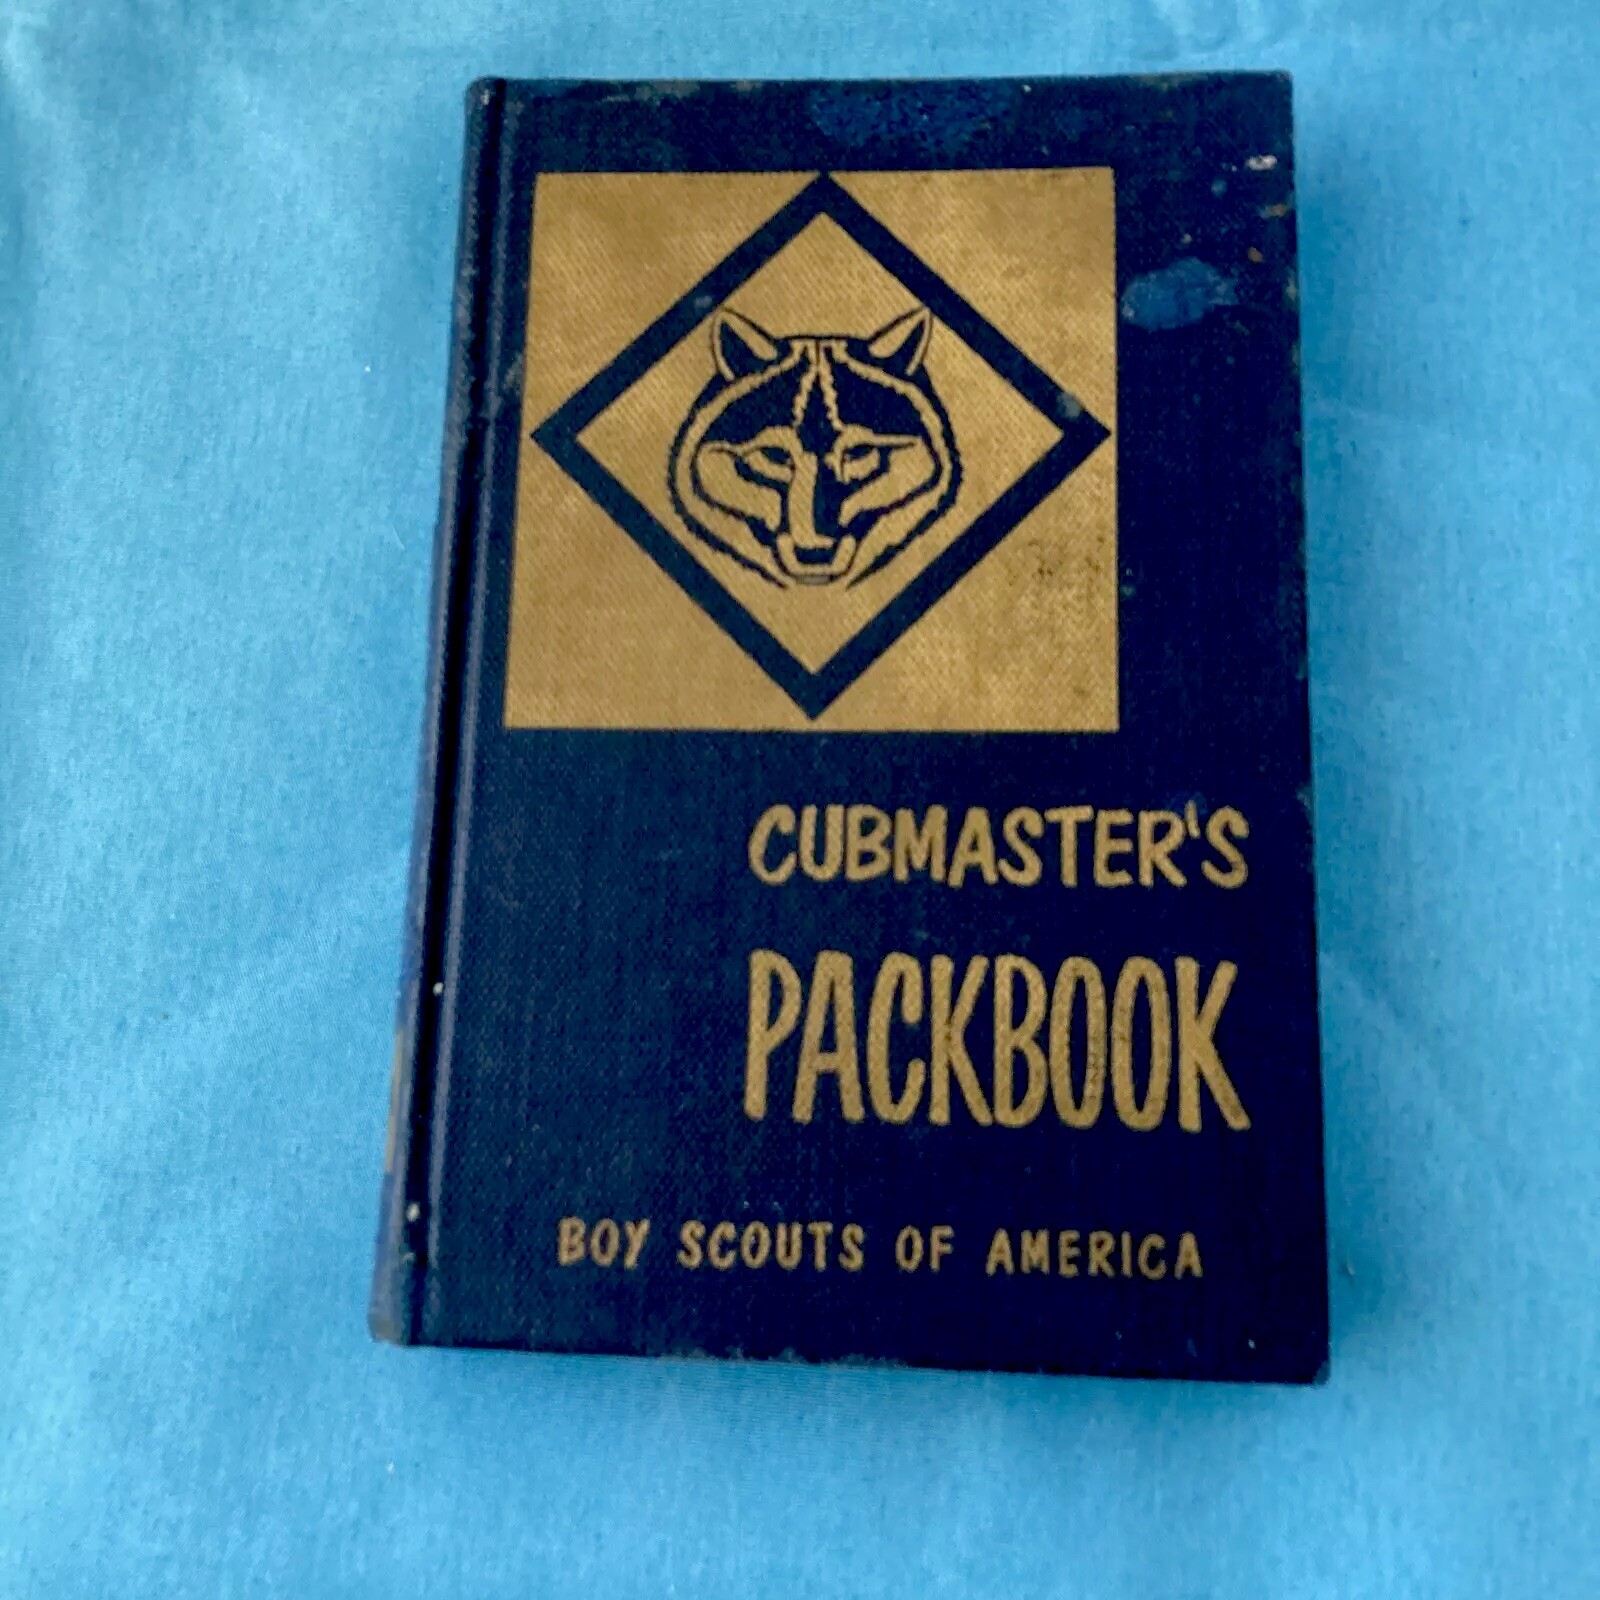 CUBMASTER'S
PACKBOOK
BOY SCOUTS OF AMERICA